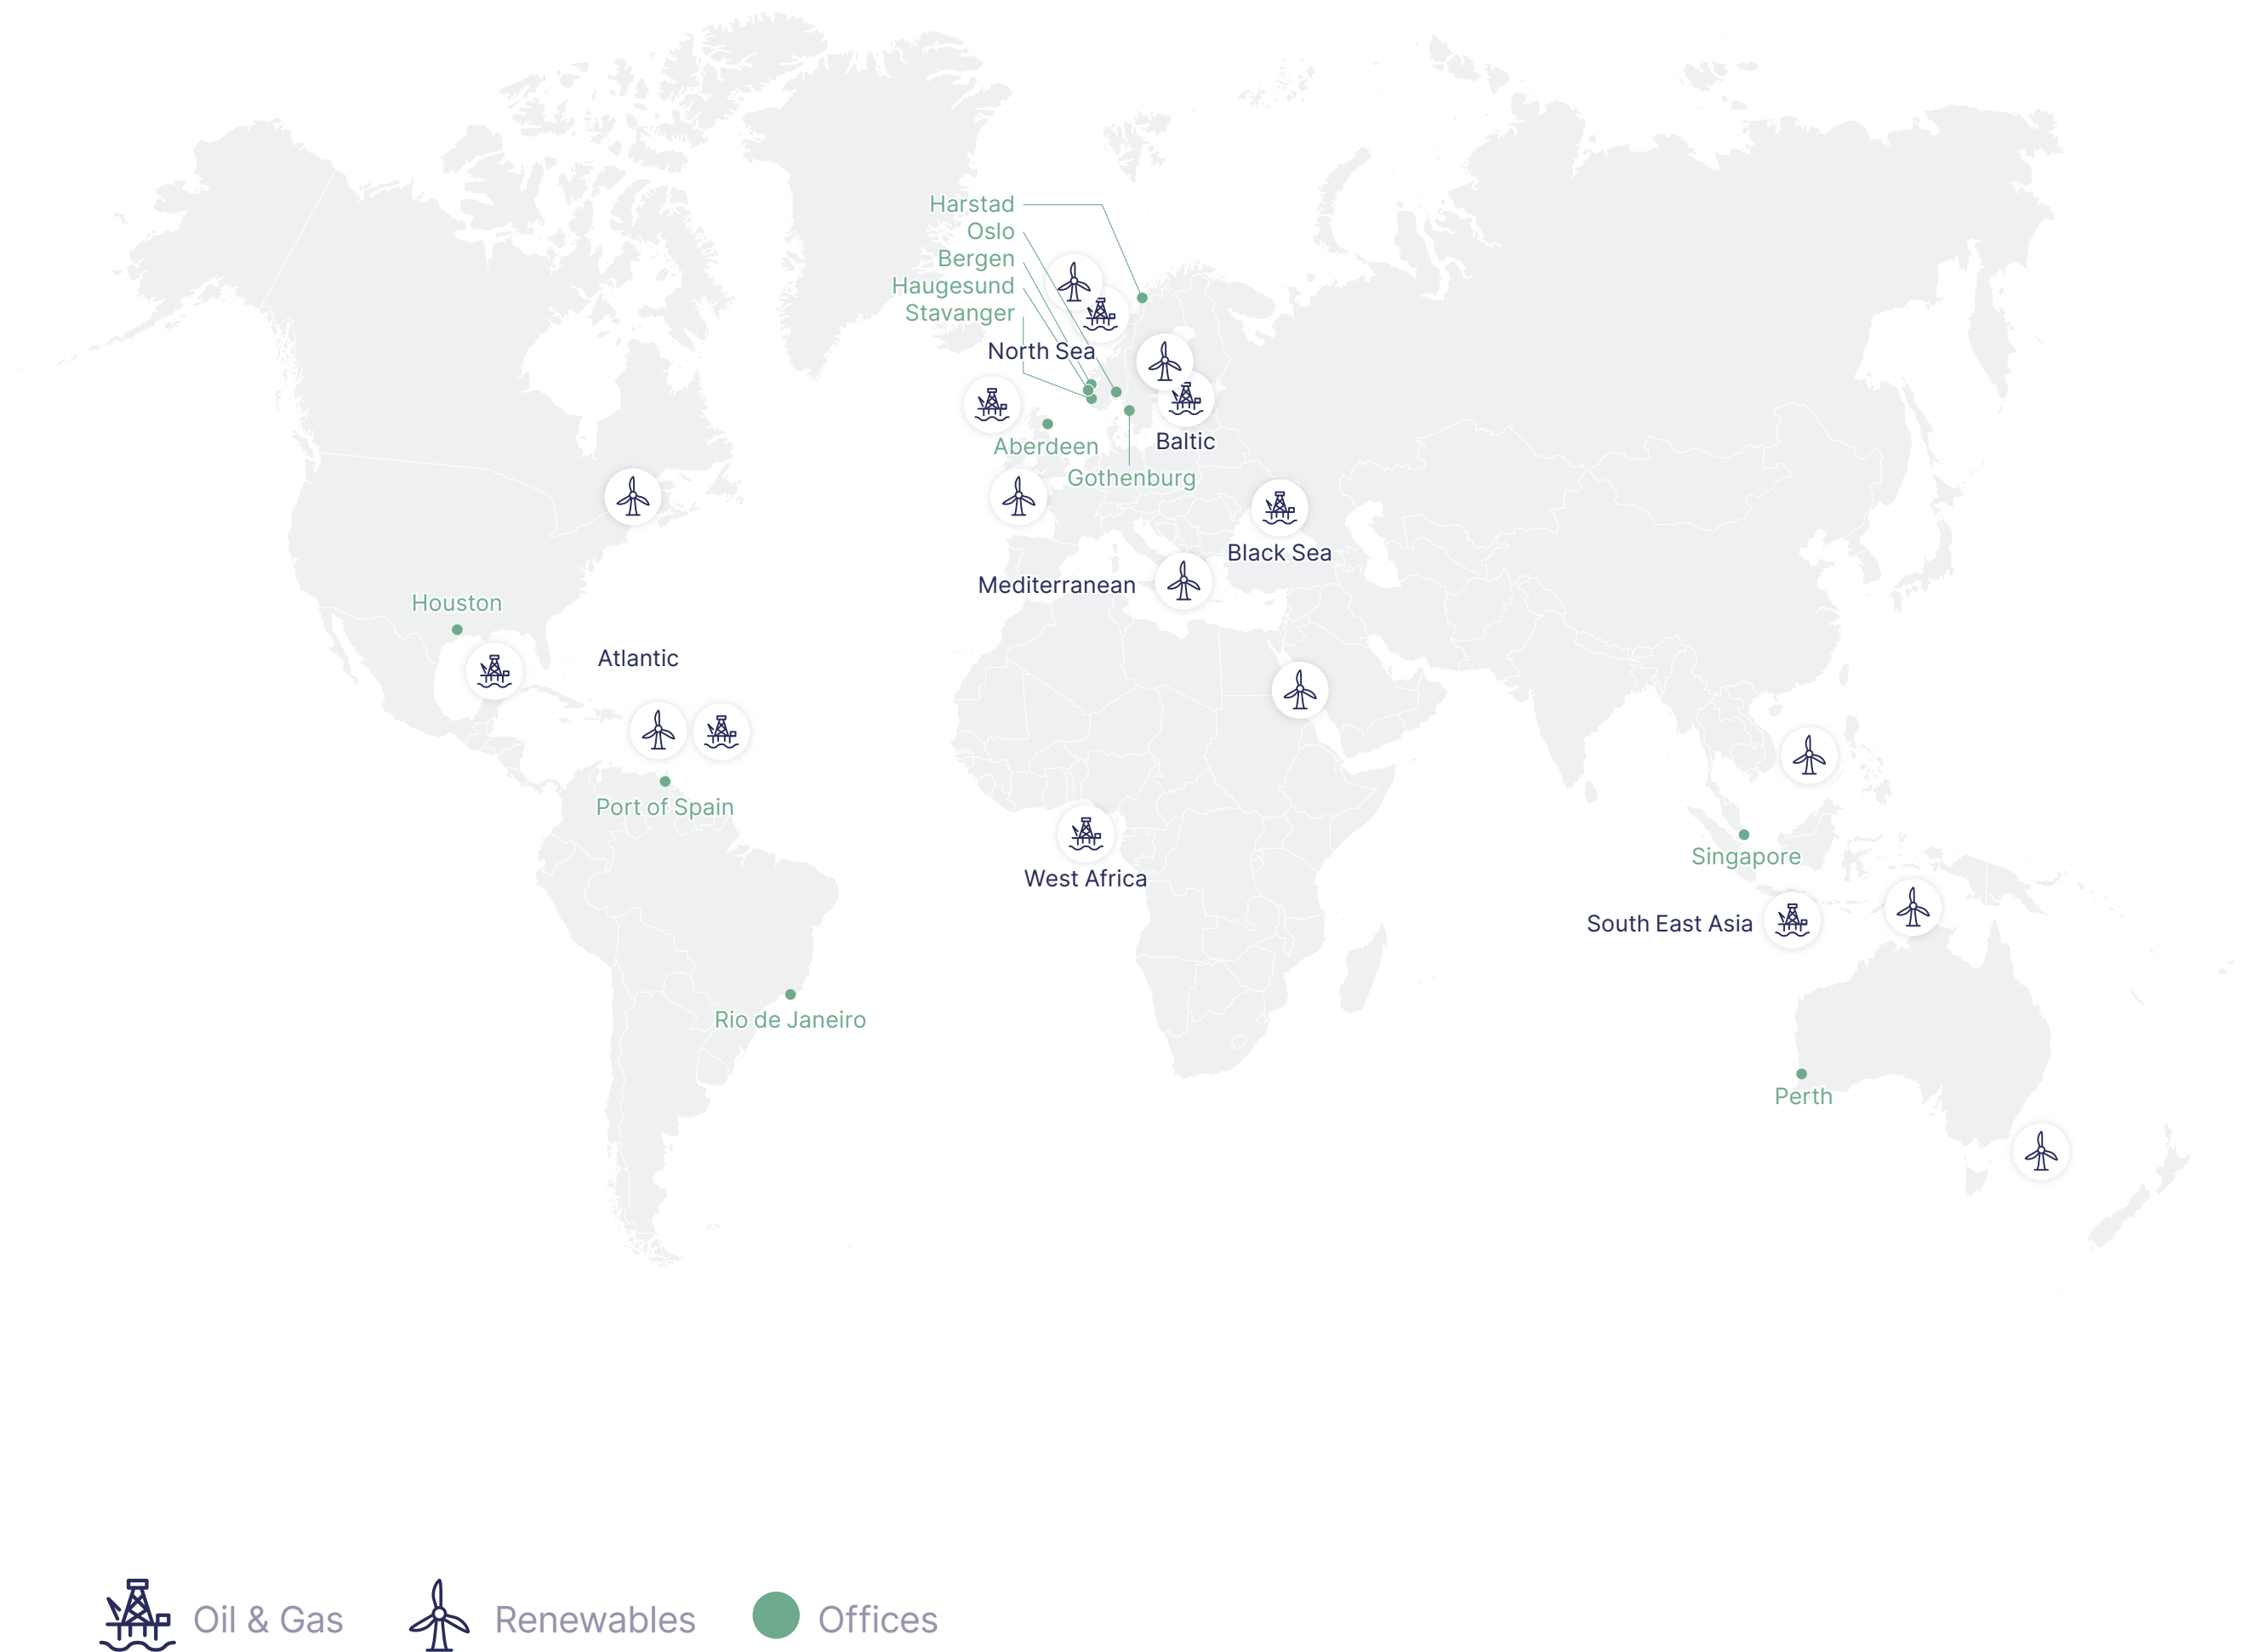 Harstad
Oslo
Bergen
Haugesund
Stavanger
North Sea
Aberdeen
Baltic
Gothenburg
Black Sea
Mediterranean
Houston
Atlantic
Port of Spain
West Africa
Singapore
South East Asia
Rio de Janeiro
Perth
Oil & Gas
Renewables
Offices